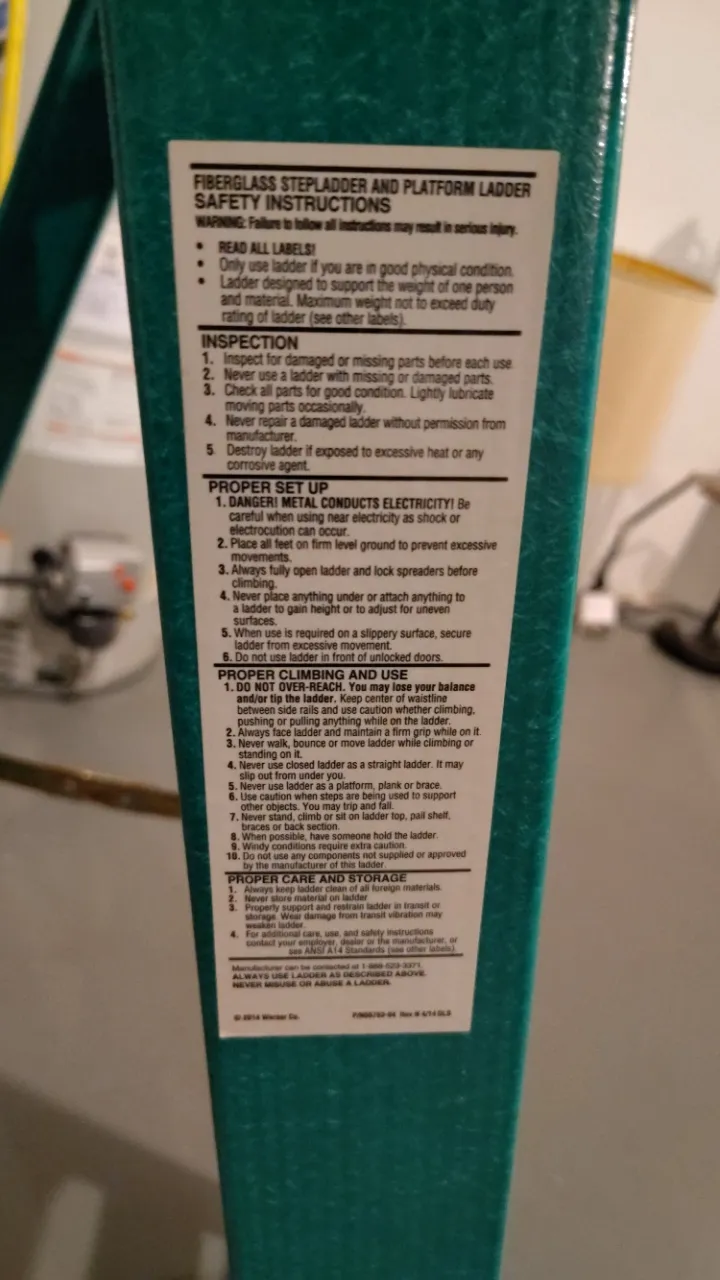 FIBERGLASS STEPLADDER AND PLATFORM LADDER
SAFETY INSTRUCTIONS
WARNING: Failure to follow all instructions may result in serious injury.
• READ ALL LABELS!
• Only use ladder if you are in good physical condition.
• Ladder designed to support the weight of one person
and material. Maximum weight not to exceed duty
rating of ladder (see other labels).
INSPECTION
1. Inspect for damaged or missing parts before each use.
2. Never use a ladder with missing or damaged parts.
3. Check all parts for good condition. Lightly lubricate
moving parts occasionally.
4. Never repair a damaged ladder without permission from
manufacturer.
5 Destroy ladder if exposed to excessive heat or any
corrosive agent.
PROPER SET UP
1. DANGER! METAL CONDUCTS ELECTRICITY! Be
careful when using near electricity as shock or
electrocution can occur.
2. Place all feet on firm level ground to prevent excessive
movements.
3. Always fully open ladder and lock spreaders before
climbing.
4. Never place anything under or attach anything to
a ladder to gain height or to adjust for uneven
surfaces.
5. When use is required on a slippery surface, secure
ladder from excessive movement.
6. Do not use ladder in front of unlocked doors.
PROPER CLIMBING AND USE
1. DO NOT OVER-REACH. You may lose your balance
and/or tip the ladder. Keep center of waistline
between side rails and use caution whether climbing,
pushing or pulling anything while on the ladder.
2. Always face ladder and maintain a firm grip while on it.
3. Never walk, bounce or move ladder while climbing or
standing on it.
4. Never use closed ladder as a straight ladder. It may
slip out from under you.
5. Never use ladder as a platform, plank or brace.
6. Use caution when steps are being used to support
other objects. You may trip and fall.
7. Never stand, climb or sit on ladder top, pail shelf,
braces or back section.
8. When possible, have someone hold the ladder.
9. Windy conditions require extra caution.
10. Do not use any components not supplied or approved
by the manufacturer of this ladder.
PROPER CARE AND STORAGE
1. Always keep ladder clean of all foreign materials.
2. Never store material on ladder
3. Properly support and restrain ladder in transit or
storage. Wear damage from transit vibration may
weaken ladder.
4. For additional care, use, and safety instructions
contact your employer, dealer or the manufacturer, or
see ANSI A14 Standards (see other labels).
Manufacturer can be contacted at 1-888-523-3371.
ALWAYS USE LADDER AS DESCRIBED ABOVE.
NEVER MISUSE OR ABUSE A LADDER.
© 2014 Werner Co.